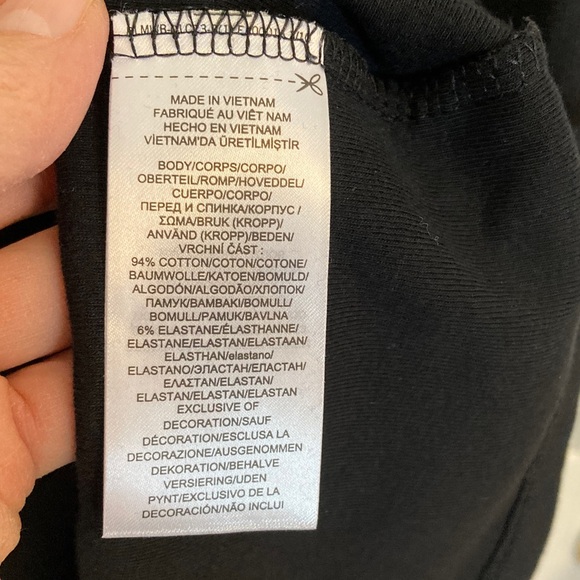 MADE IN VIETNAM
FABRIQUÉ AU VIÊT NAM
HECHO EN VIETNAM
VİETNAM'DA ÜRETİLMİŞTİR
BODY/CORPS/CORPO/
OBERTEIL/ROMP/HOVEDDEL/
CUERPO/CORPO/
ПЕРЕД И СПИНКА/КОРПУС /
ΣΩΜΑ/BRUK (KROPP)/
ANVÄND (KROPP)/BEDEN/
VRCHNÍ ČÁST :
94% COTTON/COTON/COTONE/
BAUMWOLLE/KATOEN/BOMULD/
ALGODÓN/ALGODÃO/ХЛОПОК/
ПАМУК/ΒΑΜΒΑΚΙ/BOMULL/
BOMULL/PAMUK/BAVLNA
6% ELASTANE/ÉLASTHANNE/
ELASTANE/ELASTAN/ELASTAAN/
ELASTHAN/elastano/
ELASTANO/ЭЛАСТАН/ЕЛАСТАН/
ΕΛΑΣΤΑΝ/ELASTAN/
ELASTAN/ELASTAN/ELASTAN
EXCLUSIVE OF
DECORATION/SAUF
DÉCORATION/ESCLUSA LA
DECORAZIONE/AUSGENOMMEN
DEKORATION/BEHALVE
VERSIERING/UDEN
PYNT/EXCLUSIVO DE LA
DECORACIÓN/NÃO INCLUI